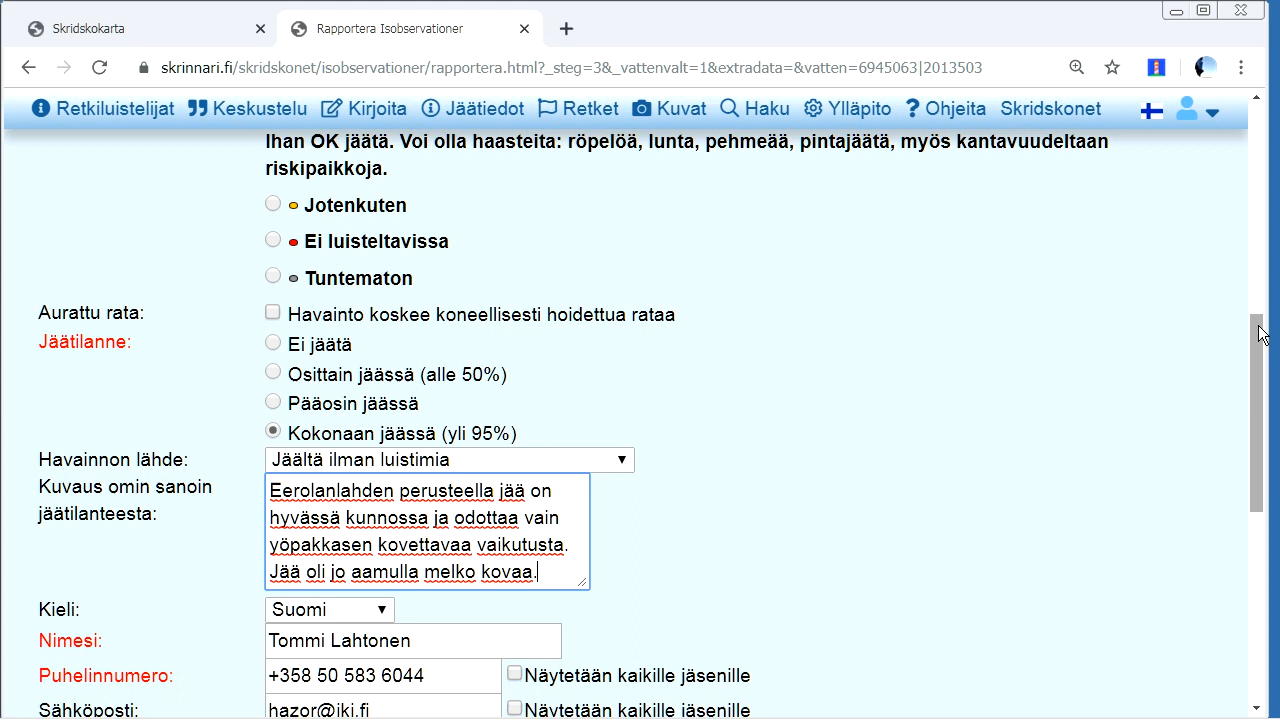 Skridskokarta
Rapportera Isobservationer
skrinnari.fi/skridskonet/isobservationer/rapportera.html?_steg=3&_vattenvalt=1&extradata=&vatten=6945063|2013503
Retkiluistelijat Keskustelu Kirjoita Jäätiedot Retket Kuvat Haku Ylläpito Ohjeita Skridskonet
Ihan OK jäätä. Voi olla haasteita: röpelöä, lunta, pehmeää, pintajäätä, myös kantavuudeltaan
riskipaikkoja.
Jotenkuten
Ei luisteltavissa
Tuntematon
Aurattu rata:
Havainto koskee koneellisesti hoidettua rataa
Jäätilanne:
Ei jäätä
Osittain jäässä (alle 50%)
Pääosin jäässä
Kokonaan jäässä (yli 95%)
Havainnon lähde:
Jäältä ilman luistimia
Kuvaus omin sanoin
jäätilanteesta:
Eerolanlahden perusteella jää on
hyvässä kunnossa ja odottaa vain
yöpakkasen kovettavaa vaikutusta.
Jää oli jo aamulla melko kovaa.
Kieli:
Suomi
Nimesi:
Tommi Lahtonen
Puhelinnumero:
+358 50 583 6044
Näytetään kaikille jäsenille
Sähköposti:
hazor@iki.fi
Näytetään kaikille jäsenille